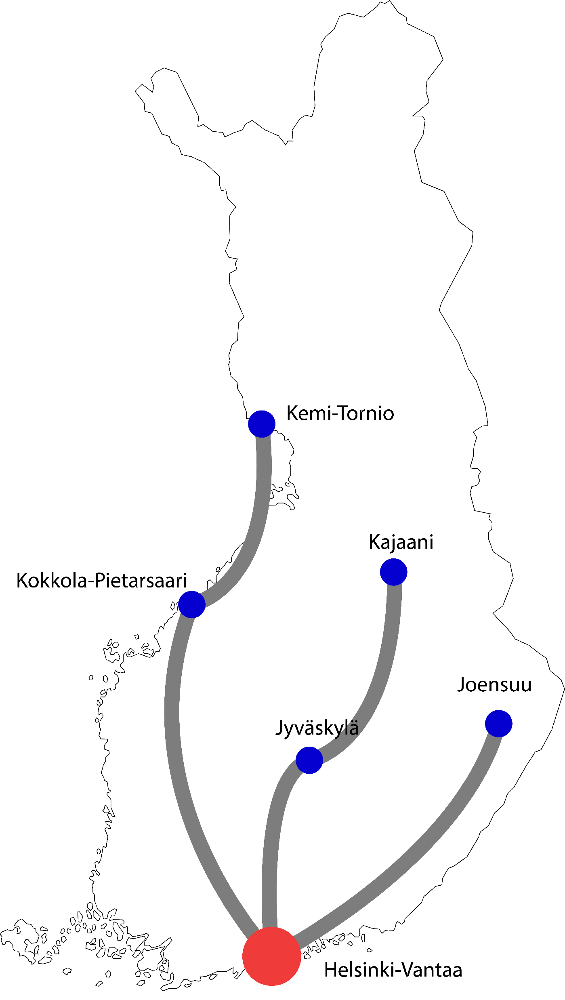 Kemi-Tornio
Kajaani
Kokkola-Pietarsaari
Joensuu
Jyväskylä
Helsinki-Vantaa